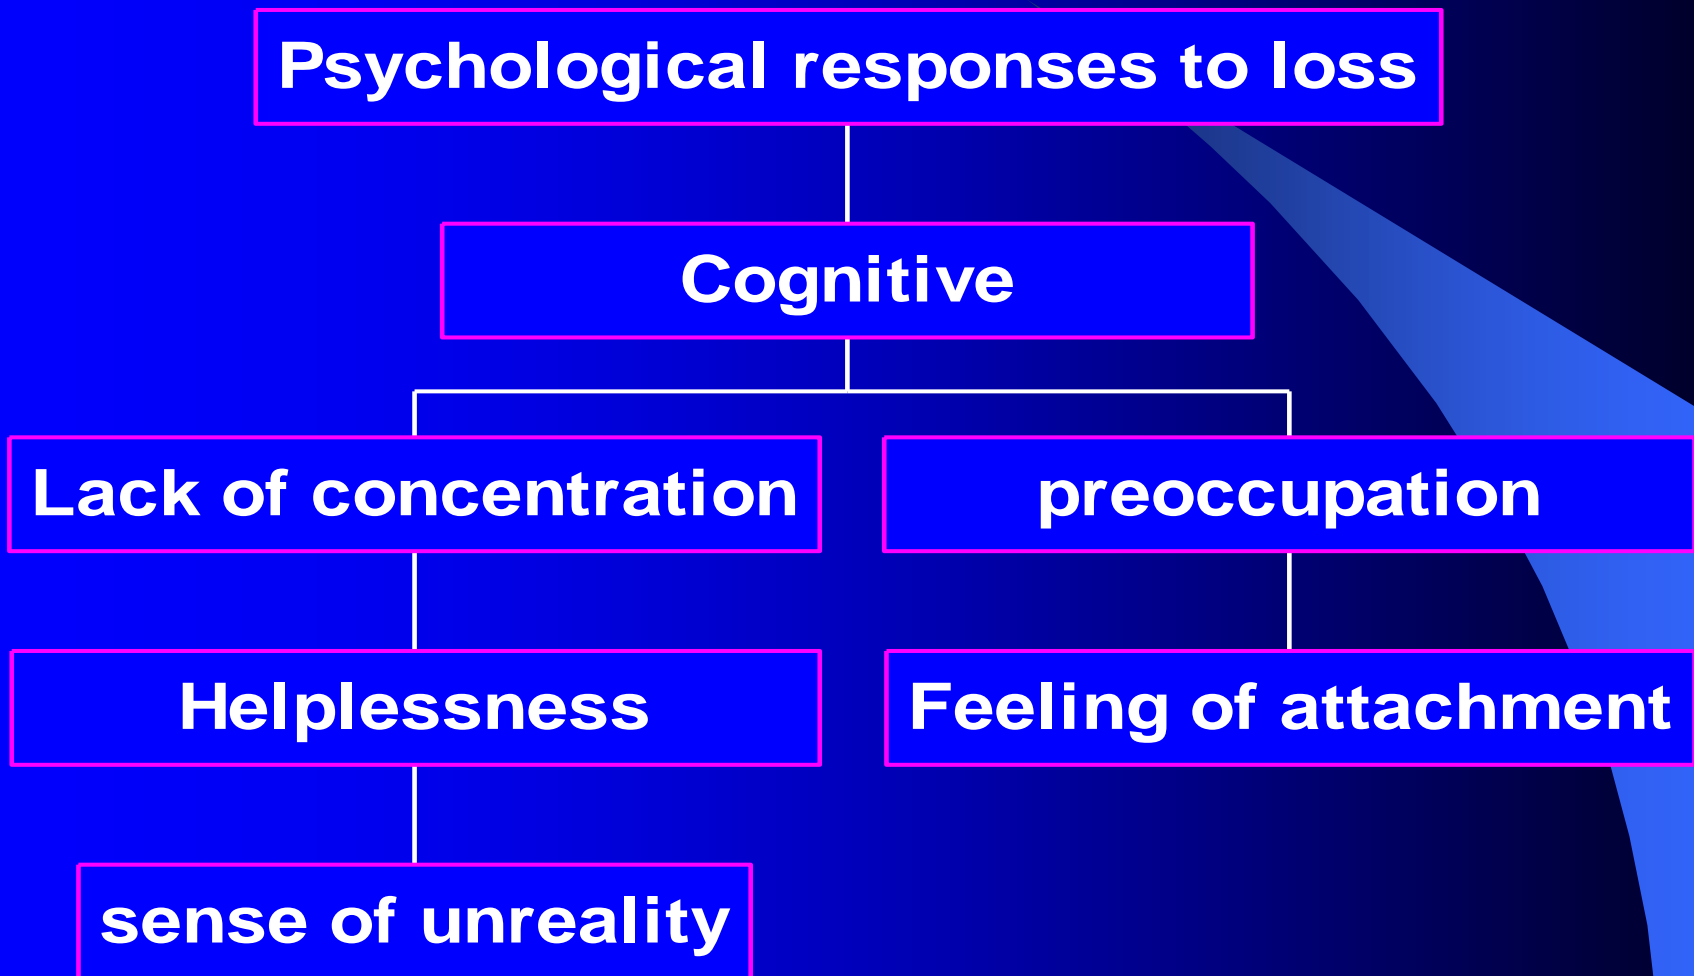 Psychological responses to loss
Cognitive
Lack of concentration
preoccupation
Helplessness
Feeling of attachment
sense of unreality